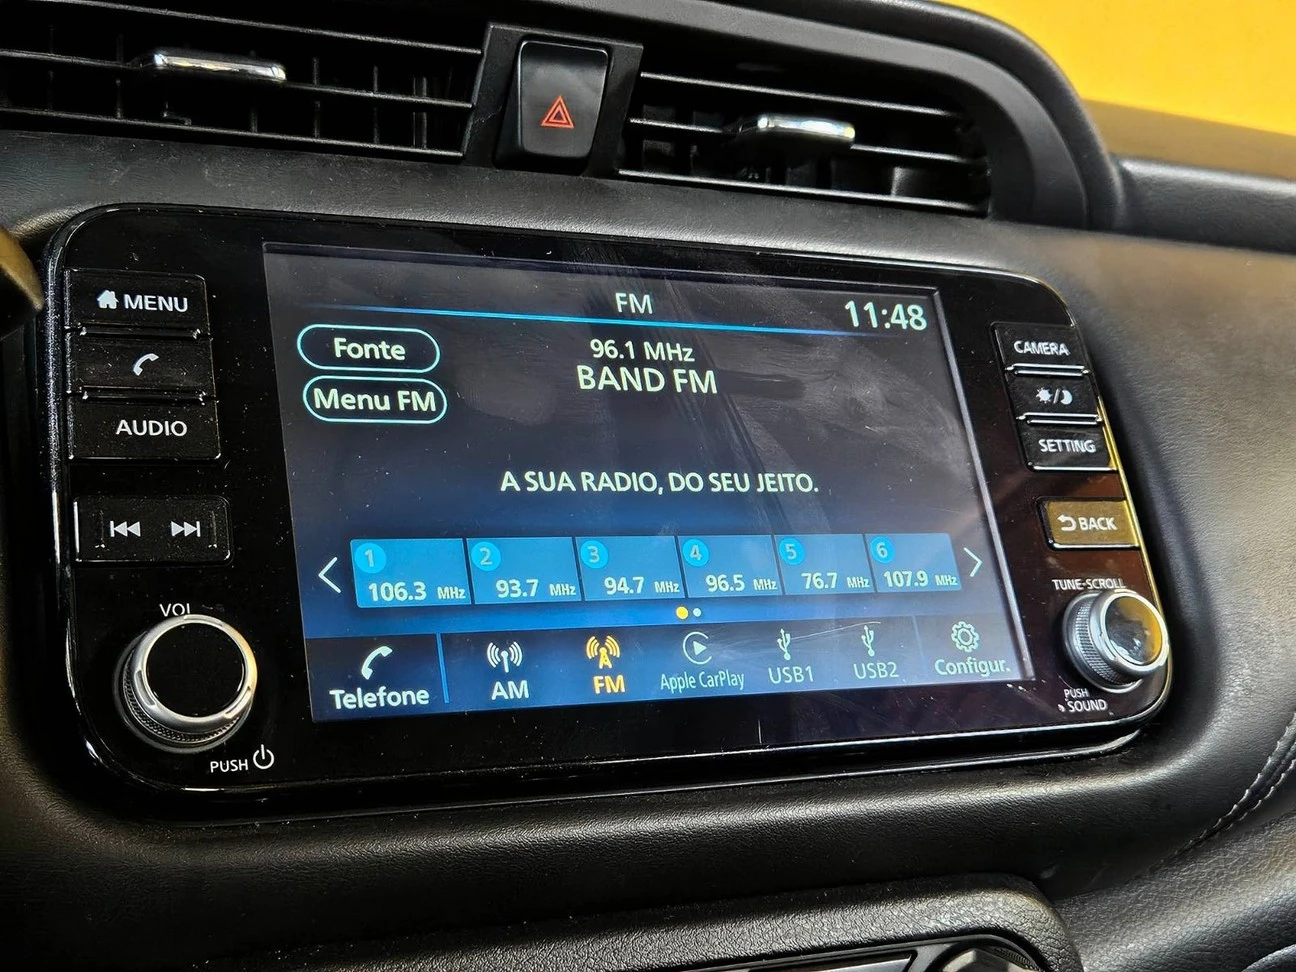 MENU
AUDIO
VOL
PUSH
FM
11:48
Fonte
Menu FM
96.1 MHz
BAND FM
A SUA RADIO, DO SEU JEITO.
1 106.3 MHz
2 93.7 MHz
3 94.7 MHz
4 96.5 MHz
5 76.7 MHz
6 107.9 MHz
Telefone
AM
FM
Apple CarPlay
USB1
USB2
Configur.
CAMERA
SETTING
BACK
TUNE-SCROLL
PUSH
SOUND